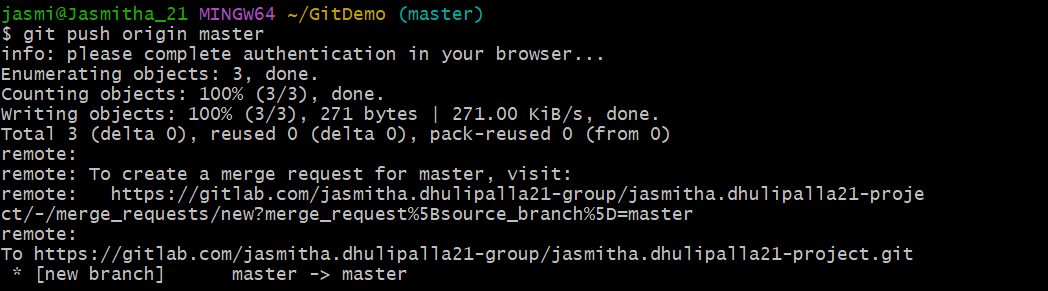 jasmi@Jasmitha_21 MINGW64 ~/GitDemo (master)
$ git push origin master
info: please complete authentication in your browser...
Enumerating objects: 3, done.
Counting objects: 100% (3/3), done.
Writing objects: 100% (3/3), 271 bytes | 271.00 KiB/s, done.
Total 3 (delta 0), reused 0 (delta 0), pack-reused 0 (from 0)
remote:
remote: To create a merge request for master, visit:
remote:   https://gitlab.com/jasmitha.dhulipalla21-group/jasmitha.dhulipalla21-proje
ct/-/merge_requests/new?merge_request%5Bsource_branch%5D=master
remote:
To https://gitlab.com/jasmitha.dhulipalla21-group/jasmitha.dhulipalla21-project.git
 * [new branch]      master -> master